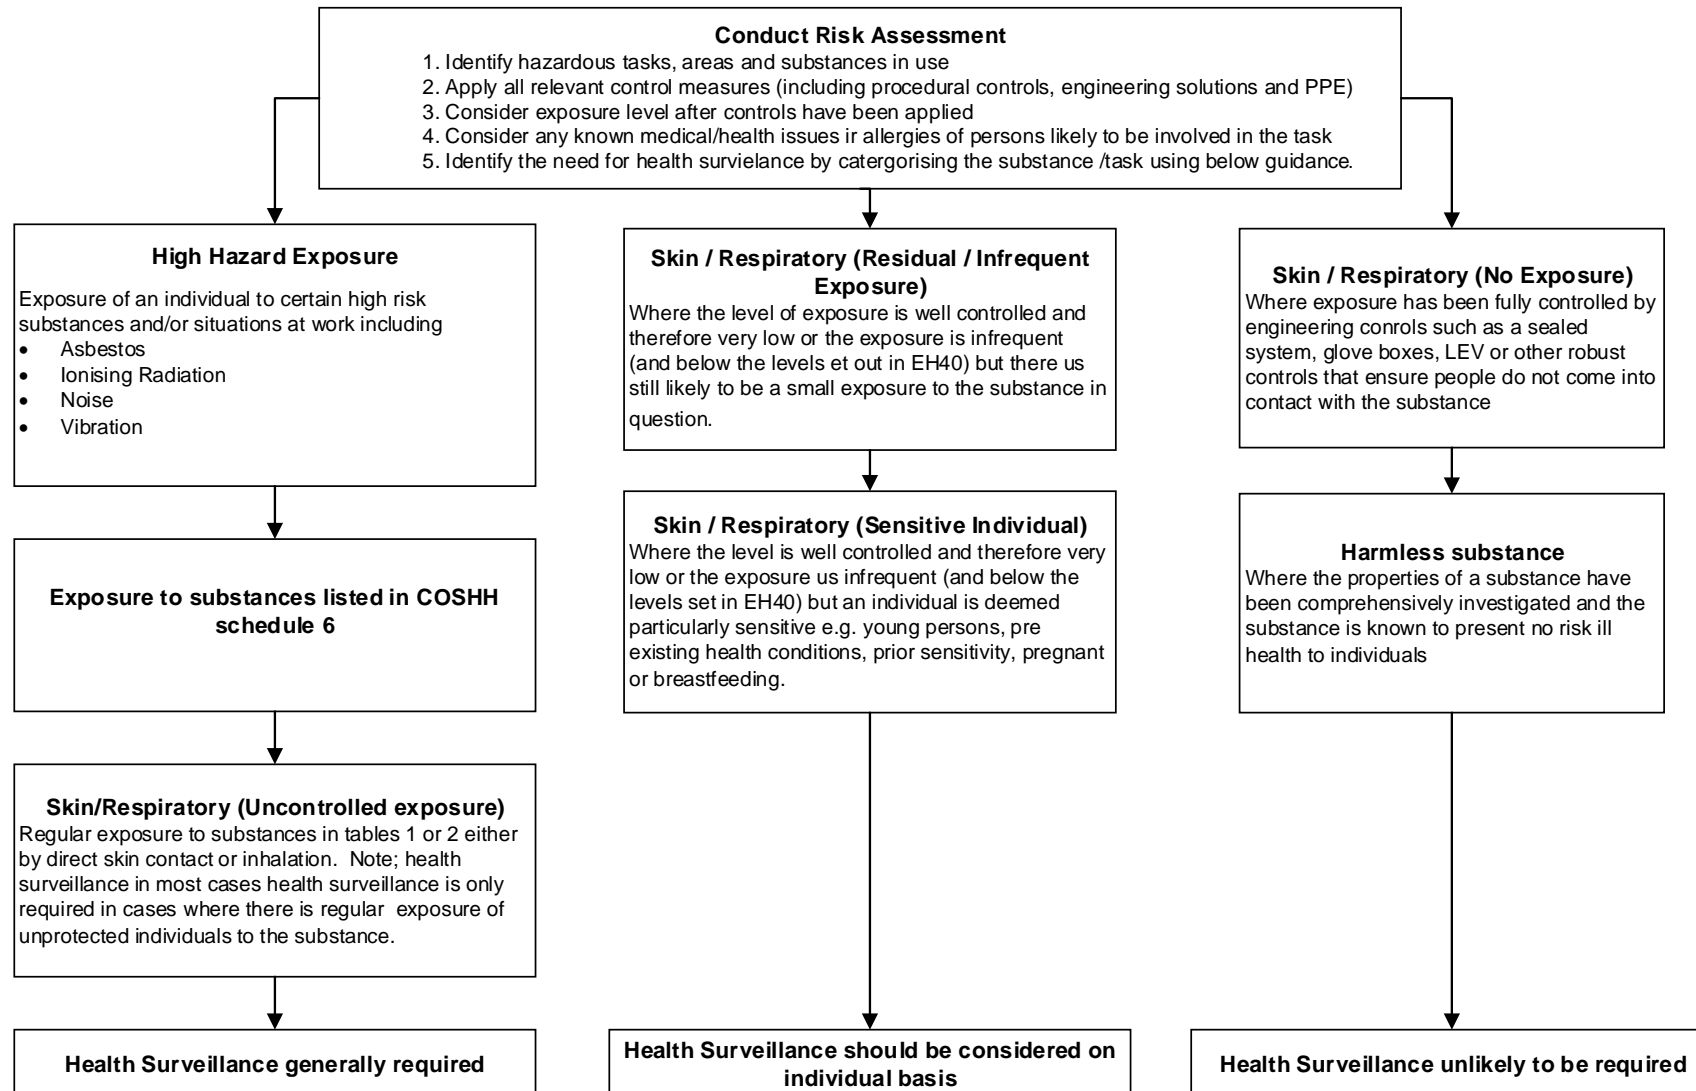 Conduct Risk Assessment
1. Identify hazardous tasks, areas and substances in use
2. Apply all relevant control measures (including procedural controls, engineering solutions and PPE)
3. Consider exposure level after controls have been applied
4. Consider any known medical/health issues ir allergies of persons likely to be involved in the task
5. Identify the need for health survielance by catergorising the substance /task using below guidance.
High Hazard Exposure
Exposure of an individual to certain high risk
substances and/or situations at work including
• Asbestos
• Ionising Radiation
• Noise
• Vibration
Exposure to substances listed in COSHH
schedule 6
Skin/Respiratory (Uncontrolled exposure)
Regular exposure to substances in tables 1 or 2 either
by direct skin contact or inhalation. Note; health
surveillance in most cases health surveillance is only
required in cases where there is regular exposure of
unprotected individuals to the substance.
Health Surveillance generally required
Skin / Respiratory (Residual / Infrequent
Exposure)
Where the level of exposure is well controlled and
therefore very low or the exposure is infrequent
(and below the levels et out in EH40) but there us
still likely to be a small exposure to the substance in
question.
Skin / Respiratory (Sensitive Individual)
Where the level is well controlled and therefore very
low or the exposure us infrequent (and below the
levels set in EH40) but an individual is deemed
particularly sensitive e.g. young persons, pre
existing health conditions, prior sensitivity, pregnant
or breastfeeding.
Health Surveillance should be considered on
individual basis
Skin / Respiratory (No Exposure)
Where exposure has been fully controlled by
engineering conrols such as a sealed
system, glove boxes, LEV or other robust
controls that ensure people do not come into
contact with the substance
Harmless substance
Where the properties of a substance have
been comprehensively investigated and the
substance is known to present no risk ill
health to individuals
Health Surveillance unlikely to be required